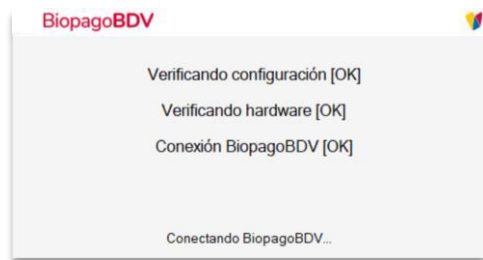 BiopagoBDV
Verificando configuración [OK]
Verificando hardware [OK]
Conexión BiopagoBDV [OK]
Conectando BiopagoBDV...